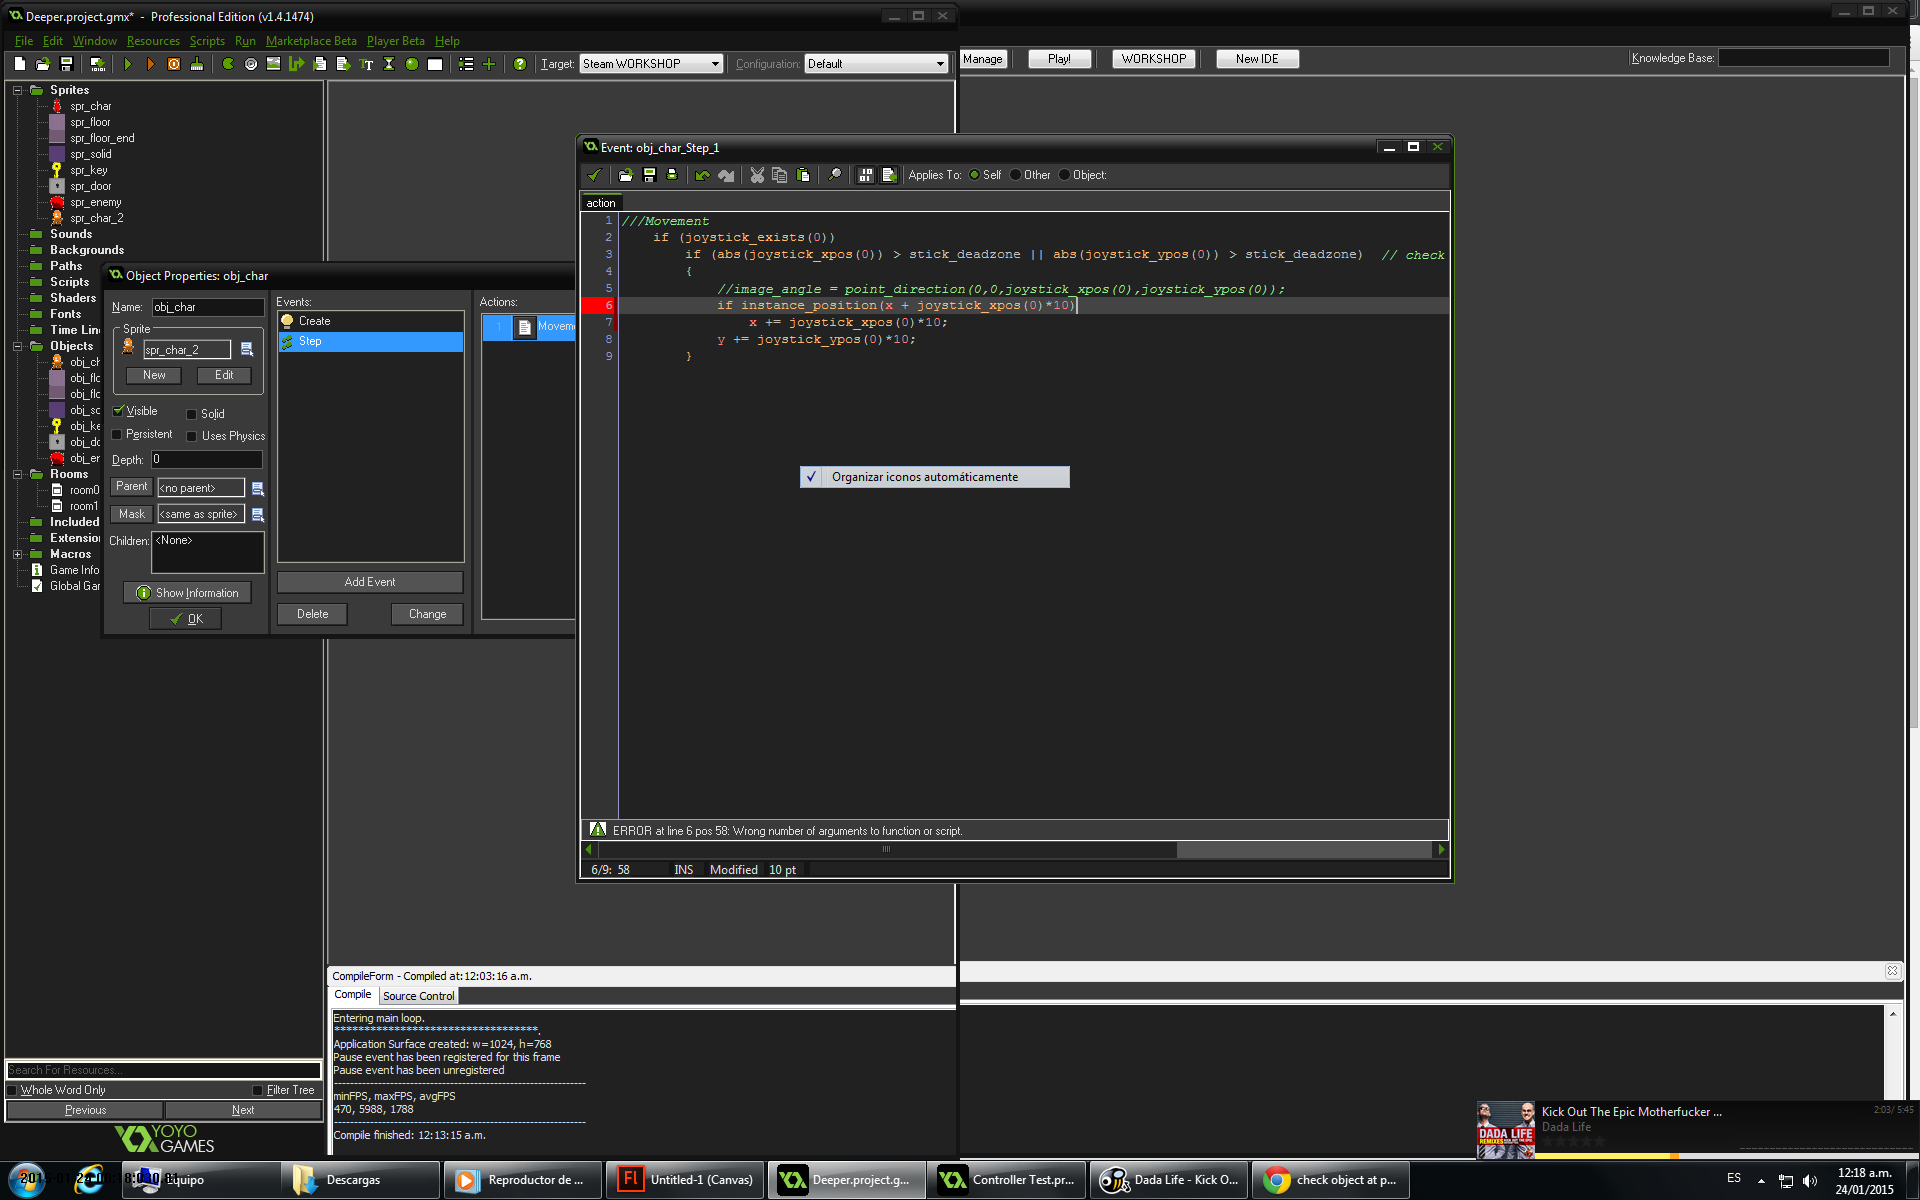 Deeper.project.gmx* - Professional Edition (v1.4.1474)
File Edit Window Resources Scripts Run Marketplace Beta Player Beta Help
Target: Steam WORKSHOP Configuration: Default Manage Play! WORKSHOP New IDE Knowledge Base:
Sprites
spr_char
spr_floor
spr_floor_end
spr_solid
spr_key
spr_door
spr_enemy
spr_char_2
Sounds
Backgrounds
Paths
Scripts
Shaders
Fonts
Time Lin
Objects
obj_ch
obj_flo
obj_flo
obj_so
obj_ke
obj_do
obj_er
Rooms
room0
room1
Included
Extensio
Macros
Game Info
Global Gar
Object Properties: obj_char
Name: obj_char
Sprite
spr_char_2
New Edit
Visible Solid
Persistent Uses Physics
Depth: 0
Parent <no parent>
Mask <same as sprite>
Children: <None>
Show Information
OK
Events:
Create
Step
Add Event
Delete Change
Actions:
1 Movem
Event: obj_char_Step_1
Applies To: Self Other Object:
action
1 ///Movement
2 if (joystick_exists(0))
3 if (abs(joystick_xpos(0)) > stick_deadzone || abs(joystick_ypos(0)) > stick_deadzone) // check
4 {
5 //image_angle = point_direction(0,0,joystick_xpos(0),joystick_ypos(0));
6 if instance_position(x + joystick_xpos(0)*10)
7 x += joystick_xpos(0)*10;
8 y += joystick_ypos(0)*10;
9 }
Organizar iconos automáticamente
ERROR at line 6 pos 58: Wrong number of arguments to function or script.
6/9: 58 INS Modified 10 pt
CompileForm - Compiled at:12:03:16 a.m.
Compile Source Control
Entering main loop.
***********************************.
Application Surface created: w=1024, h=768
Pause event has been registered for this frame
Pause event has been unregistered
minFPS, maxFPS, avgFPS
470, 5988, 1788
Compile finished: 12:13:15 a.m.
Search For Resources...
Whole Word Only Filter Tree
Previous Next
YOYO GAMES
DADA LIFE
REMIXES
Kick Out The Epic Motherfucker ...
Dada Life
2:03/ 5:45
Equipo
Descargas
Reproductor de ...
Fl Untitled-1 (Canvas)
Deeper.project.g...
Controller Test.pr...
Dada Life - Kick O...
check object at p...
ES
12:18 a.m.
24/01/2015